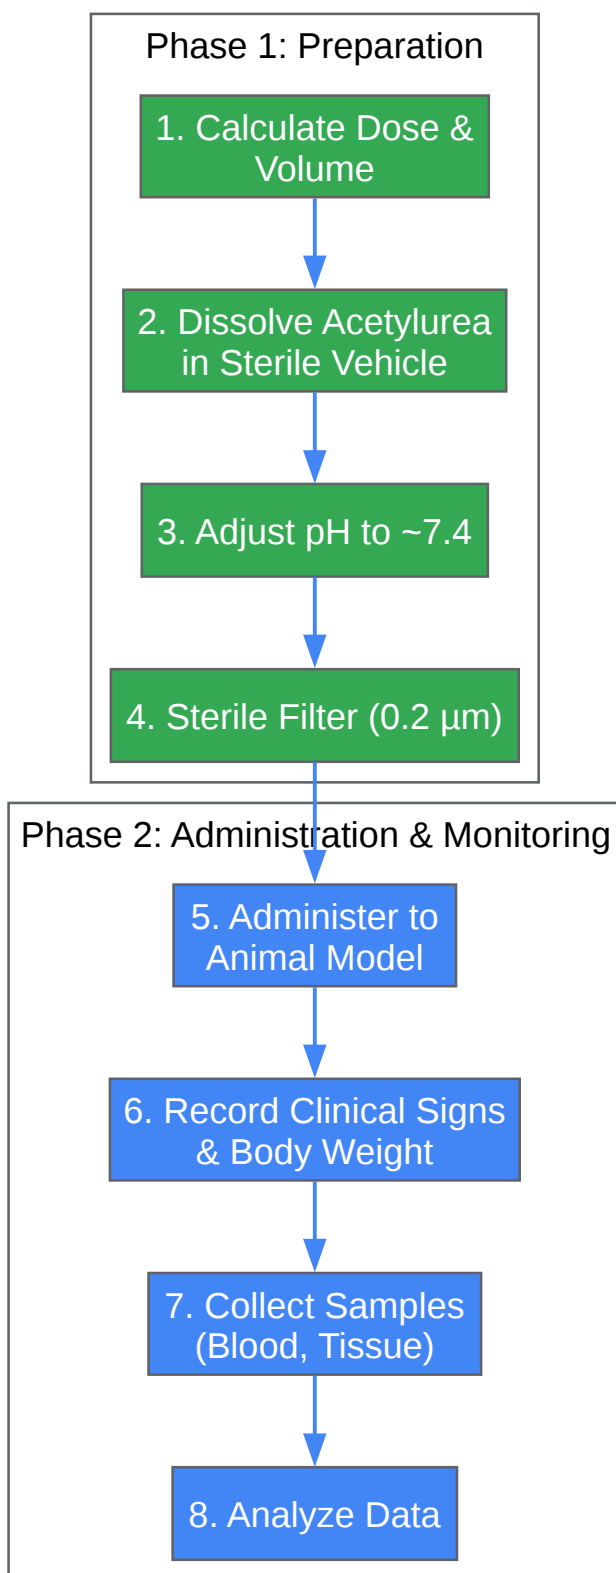 Phase 1: Preparation
1. Calculate Dose &
Volume
2. Dissolve Acetylurea
in Sterile Vehicle
3. Adjust pH to ~7.4
4. Sterile Filter (0.2 µm)
Phase 2: Administration & Monitoring
5. Administer to
Animal Model
6. Record Clinical Signs
& Body Weight
7. Collect Samples
(Blood, Tissue)
8. Analyze Data